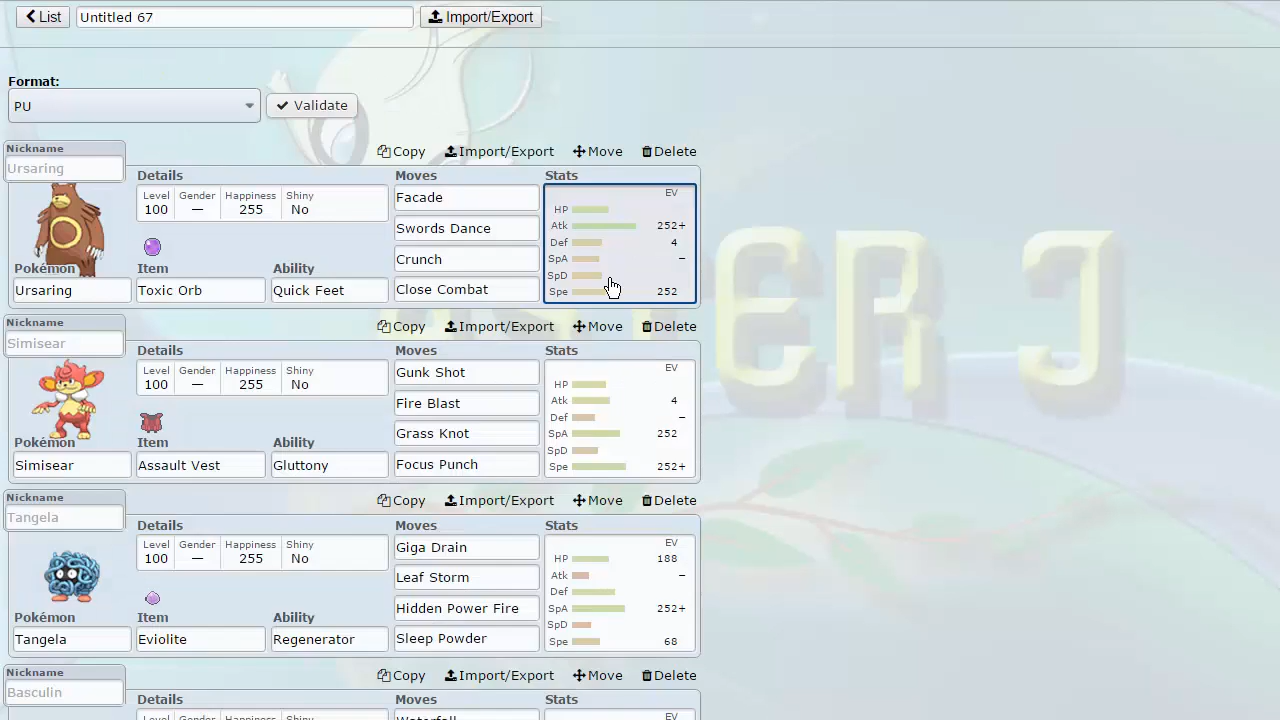 List
Untitled 67
Import/Export
Format:
PU
Validate
Copy Import/Export Move Delete
Nickname
Ursaring
Details
Level Gender Happiness Shiny
100 — 255 No
Pokémon Item Ability
Ursaring Toxic Orb Quick Feet
Moves
Facade
Swords Dance
Crunch
Close Combat
Stats
EV
HP
Atk 252+
Def 4
SpA −
SpD
Spe 252
Copy Import/Export Move Delete
Nickname
Simisear
Details
Level Gender Happiness Shiny
100 — 255 No
Pokémon Item Ability
Simisear Assault Vest Gluttony
Moves
Gunk Shot
Fire Blast
Grass Knot
Focus Punch
Stats
EV
HP
Atk 4
Def −
SpA 252
SpD
Spe 252+
Copy Import/Export Move Delete
Nickname
Tangela
Details
Level Gender Happiness Shiny
100 — 255 No
Pokémon Item Ability
Tangela Eviolite Regenerator
Moves
Giga Drain
Leaf Storm
Hidden Power Fire
Sleep Powder
Stats
EV
HP 188
Atk −
Def
SpA 252+
SpD
Spe 68
Copy Import/Export Move Delete
Nickname
Basculin
Details
Level Gender Happiness Shiny
Moves
Waterfall
Stats
EV